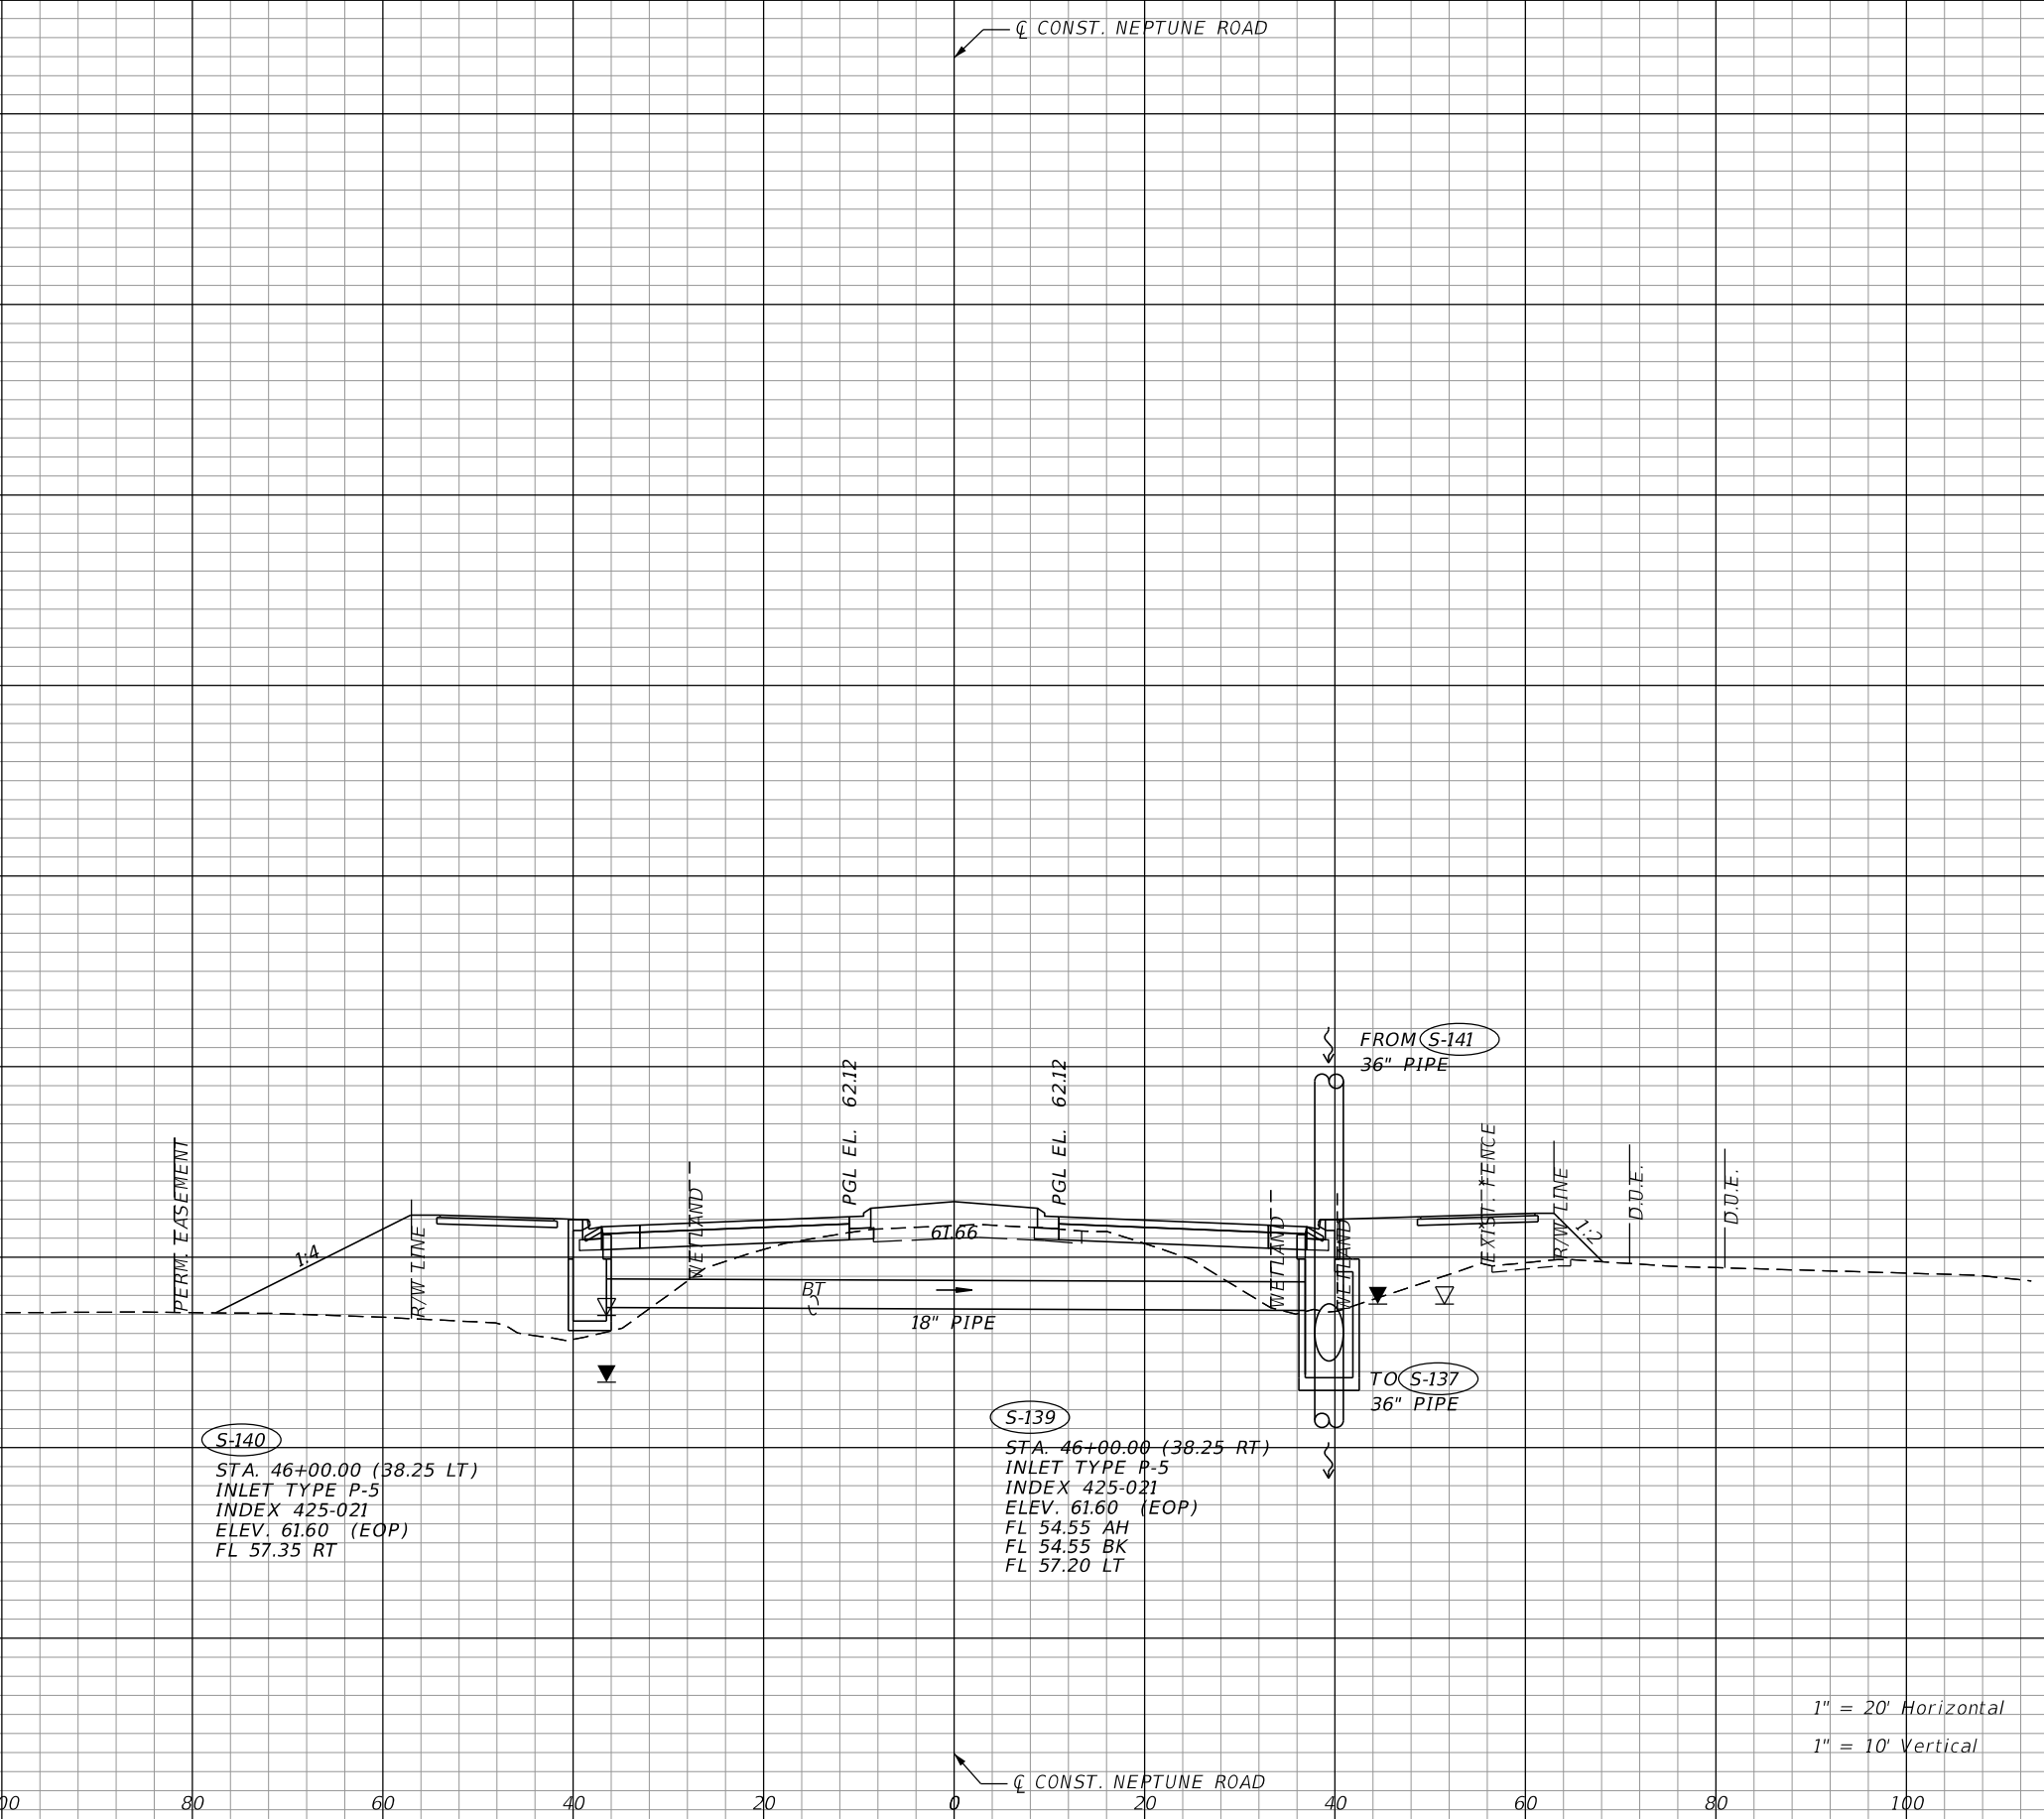 ℄ CONST. NEPTUNE ROAD
FROM S-141
36" PIPE
PERM. EASEMENT
1:4
R/W LINE
WETLAND
PGL EL. 62.12
61.66
PGL EL. 62.12
WETLAND
WETLAND
EXIST. FENCE
R/W LINE
1:2
D.U.E.
D.U.E.
BT
18" PIPE
TO S-137
36" PIPE
S-140
STA. 46+00.00 (38.25 LT)
INLET TYPE P-5
INDEX 425-021
ELEV. 61.60 (EOP)
FL 57.35 RT
S-139
STA. 46+00.00 (38.25 RT)
INLET TYPE P-5
INDEX 425-021
ELEV. 61.60 (EOP)
FL 54.55 AH
FL 54.55 BK
FL 57.20 LT
1" = 20' Horizontal
1" = 10' Vertical
℄ CONST. NEPTUNE ROAD
00 80 60 40 20 0 20 40 60 80 100